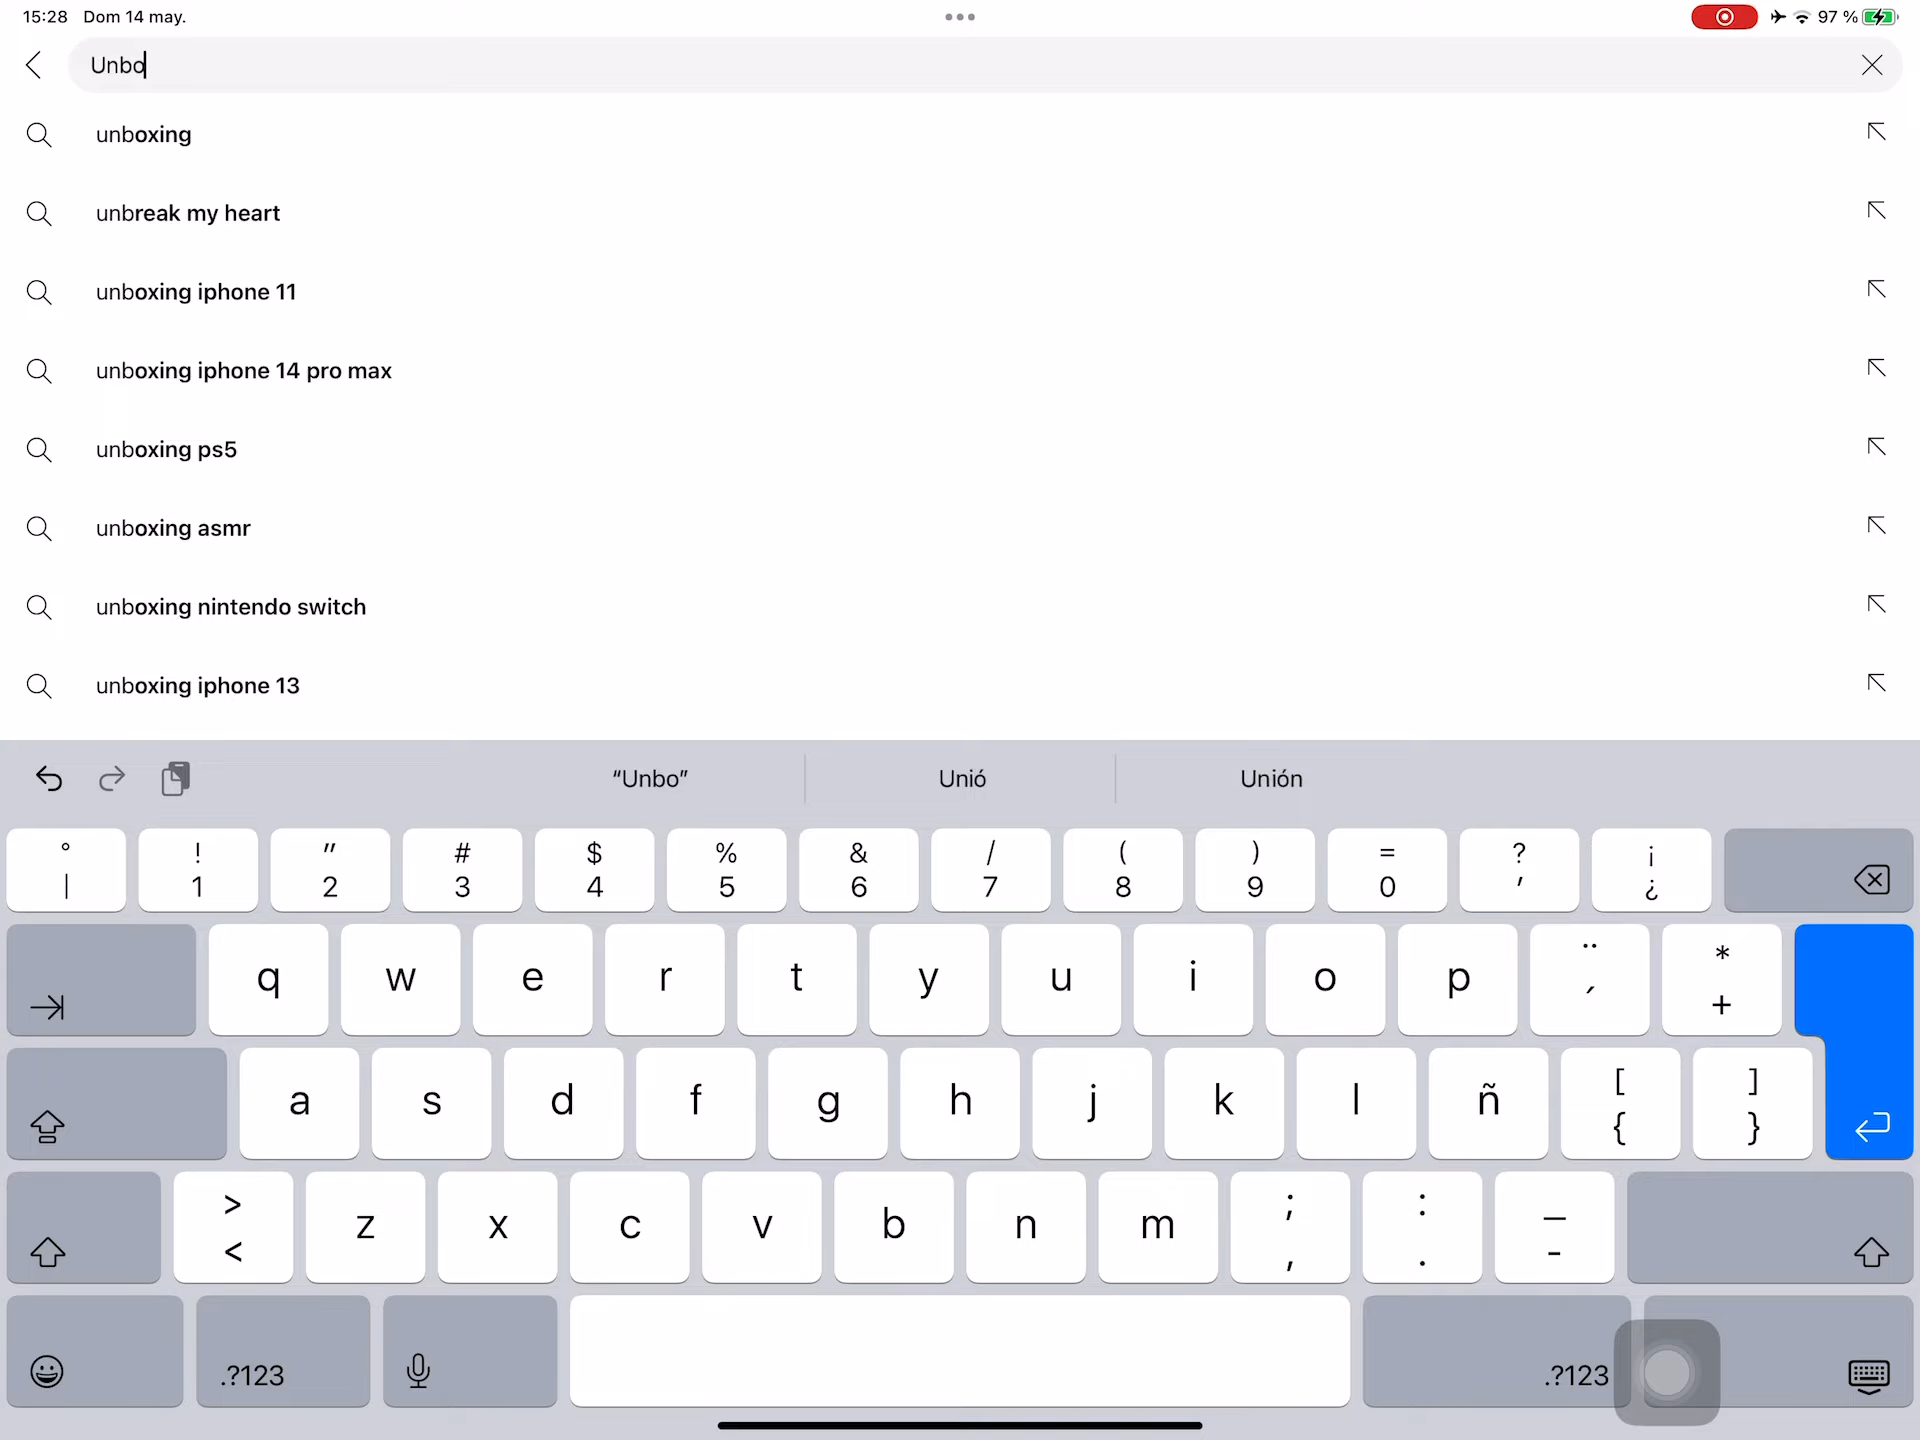 15:28 Dom 14 may.
97 %
Unbo
unboxing
unbreak my heart
unboxing iphone 11
unboxing iphone 14 pro max
unboxing ps5
unboxing asmr
unboxing nintendo switch
unboxing iphone 13
“Unbo” Unió Unión
° ! " # $ % & / ( ) = ? ¡
| 1 2 3 4 5 6 7 8 9 0 ' ¿
q w e r t y u i o p ¨ ´ * +
a s d f g h j k l ñ [ { ] }
> < z x c v b n m ; , : . _ -
.?123 .?123